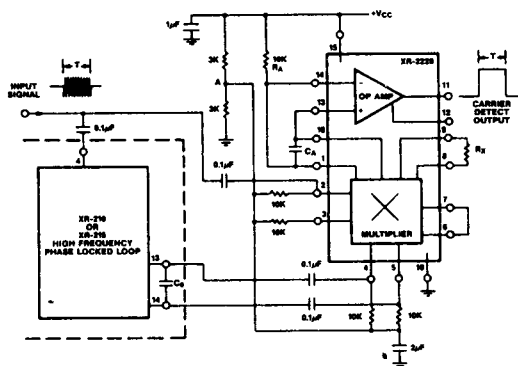 +VCC
1µF
15
XR-2228
3K
10K
RA
14
-
OP AMP
11
13
+
12
CARRIER
DETECT
OUTPUT
T
INPUT
SIGNAL
T
A
3K
16
CA
1
9
RX
8
0.1µF
0.1µF
4
2
10K
3
10K
MULTIPLIER
7
6
XR-210
OR
XR-215
HIGH FREQUENCY
PHASE LOCKED LOOP
13
14
0.1µF
0.1µF
4
5
10
10K
10K
2µF